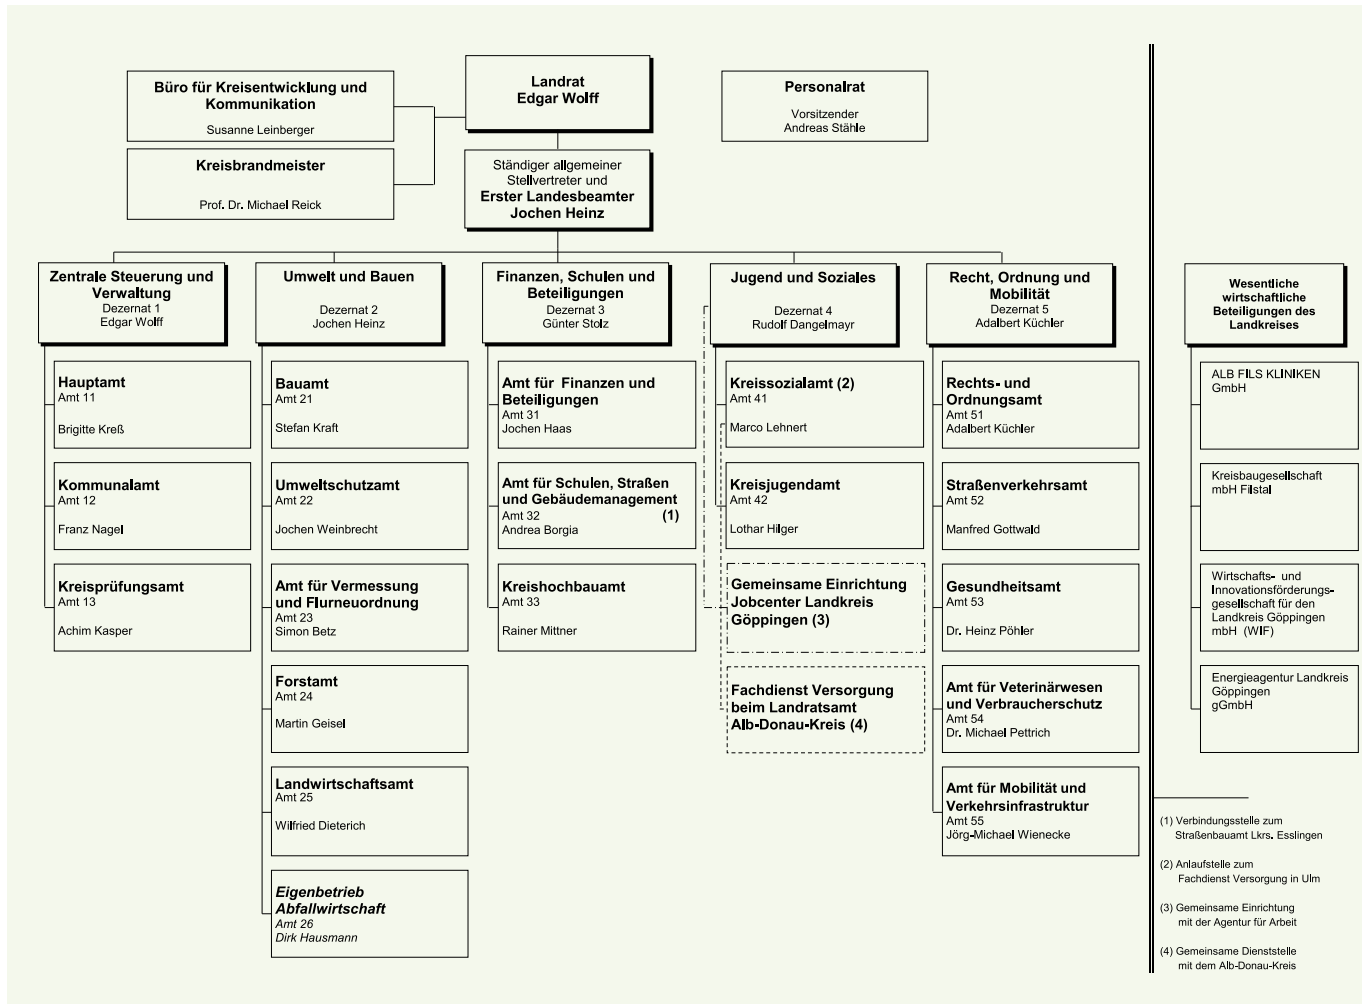 Büro für Kreisentwicklung und
Kommunikation
Susanne Leinberger
Landrat
Edgar Wolff
Personalrat
Vorsitzender
Andreas Stähle
Kreisbrandmeister
Prof. Dr. Michael Reick
Ständiger allgemeiner
Stellvertreter und
Erster Landesbeamter
Jochen Heinz
Zentrale Steuerung und
Verwaltung
Dezernat 1
Edgar Wolff
Hauptamt
Amt 11
Brigitte Kreß
Kommunalamt
Amt 12
Franz Nagel
Kreisprüfungsamt
Amt 13
Achim Kasper
Umwelt und Bauen
Dezernat 2
Jochen Heinz
Bauamt
Amt 21
Stefan Kraft
Umweltschutzamt
Amt 22
Jochen Weinbrecht
Amt für Vermessung
und Flurneuordnung
Amt 23
Simon Betz
Forstamt
Amt 24
Martin Geisel
Landwirtschaftsamt
Amt 25
Wilfried Dieterich
Eigenbetrieb
Abfallwirtschaft
Amt 26
Dirk Hausmann
Finanzen, Schulen und
Beteiligungen
Dezernat 3
Günter Stolz
Amt für Finanzen und
Beteiligungen
Amt 31
Jochen Haas
Amt für Schulen, Straßen
und Gebäudemanagement
Amt 32 (1)
Andrea Borgia
Kreishochbauamt
Amt 33
Rainer Mittner
Jugend und Soziales
Dezernat 4
Rudolf Dangelmayr
Kreissozialamt (2)
Amt 41
Marco Lehnert
Kreisjugendamt
Amt 42
Lothar Hilger
Gemeinsame Einrichtung
Jobcenter Landkreis
Göppingen (3)
Fachdienst Versorgung
beim Landratsamt
Alb-Donau-Kreis (4)
Recht, Ordnung und
Mobilität
Dezernat 5
Adalbert Küchler
Rechts- und
Ordnungsamt
Amt 51
Adalbert Küchler
Straßenverkehrsamt
Amt 52
Manfred Gottwald
Gesundheitsamt
Amt 53
Dr. Heinz Pöhler
Amt für Veterinärwesen
und Verbraucherschutz
Amt 54
Dr. Michael Pettrich
Amt für Mobilität und
Verkehrsinfrastruktur
Amt 55
Jörg-Michael Wienecke
Wesentliche
wirtschaftliche
Beteiligungen des
Landkreises
ALB FILS KLINIKEN
GmbH
Kreisbaugesellschaft
mbH Filstal
Wirtschafts- und
Innovationsförderungs-
gesellschaft für den
Landkreis Göppingen
mbH (WIF)
Energieagentur Landkreis
Göppingen
gGmbH
(1) Verbindungsstelle zum
Straßenbauamt Lkrs. Esslingen
(2) Anlaufstelle zum
Fachdienst Versorgung in Ulm
(3) Gemeinsame Einrichtung
mit der Agentur für Arbeit
(4) Gemeinsame Dienststelle
mit dem Alb-Donau-Kreis